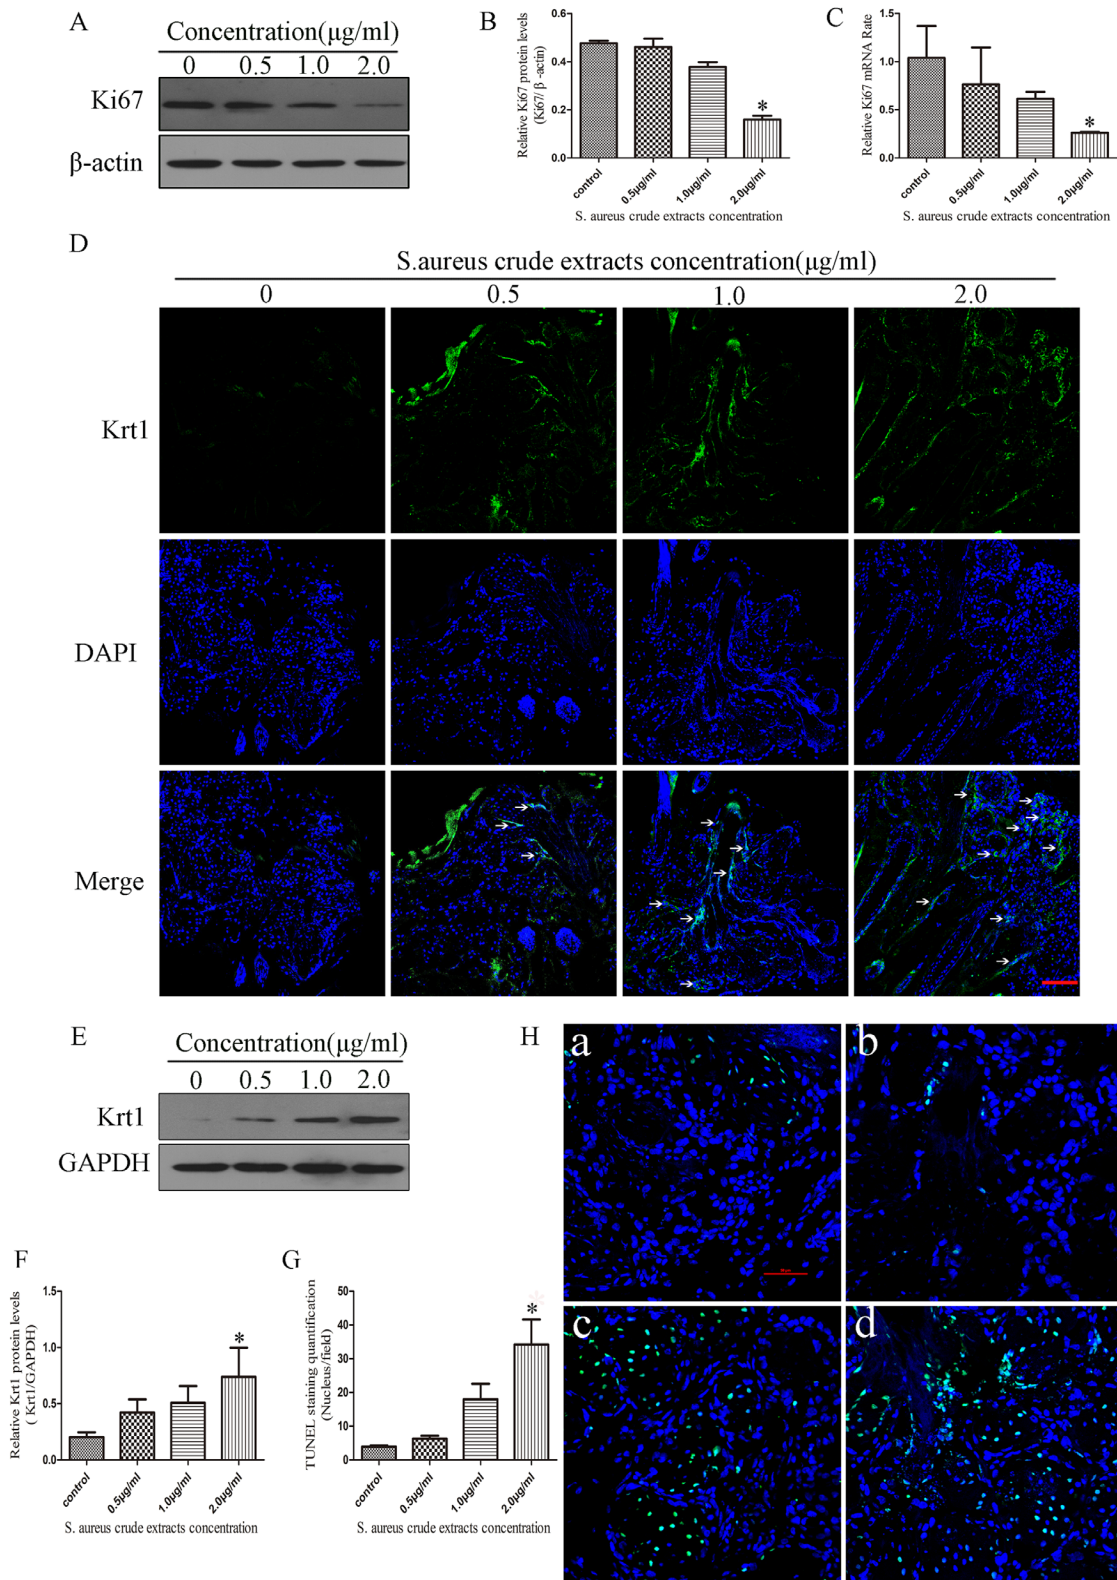 A
Concentration(μg/ml)
0 0.5 1.0 2.0
Ki67
β-actin
B
Relative Ki67 protein levels
(Ki67/ β -actin)
0.6
0.4
0.2
0.0
*
control
0.5μg/ml
1.0μg/ml
2.0μg/ml
S. aureus crude extracts concentration
C
Relative Ki67 mRNA Rate
1.5
1.0
0.5
0.0
*
control
0.5μg/ml
1.0μg/ml
2.0μg/ml
S. aureus crude extracts concentration
D
S.aureus crude extracts concentration(μg/ml)
0 0.5 1.0 2.0
Krt1
DAPI
Merge
E
Concentration(μg/ml)
0 0.5 1.0 2.0
Krt1
GAPDH
F
Relative Krt1 protein levels
( Krt1/GAPDH)
1.5
1.0
0.5
0.0
*
control
0.5μg/ml
1.0μg/ml
2.0μg/ml
S. aureus crude extracts concentration
G
TUNEL staining quantification
(Nucleus/field)
50
40
30
20
10
0
*
control
0.5μg/ml
1.0μg/ml
2.0μg/ml
S. aureus crude extracts concentration
H
a
b
c
d